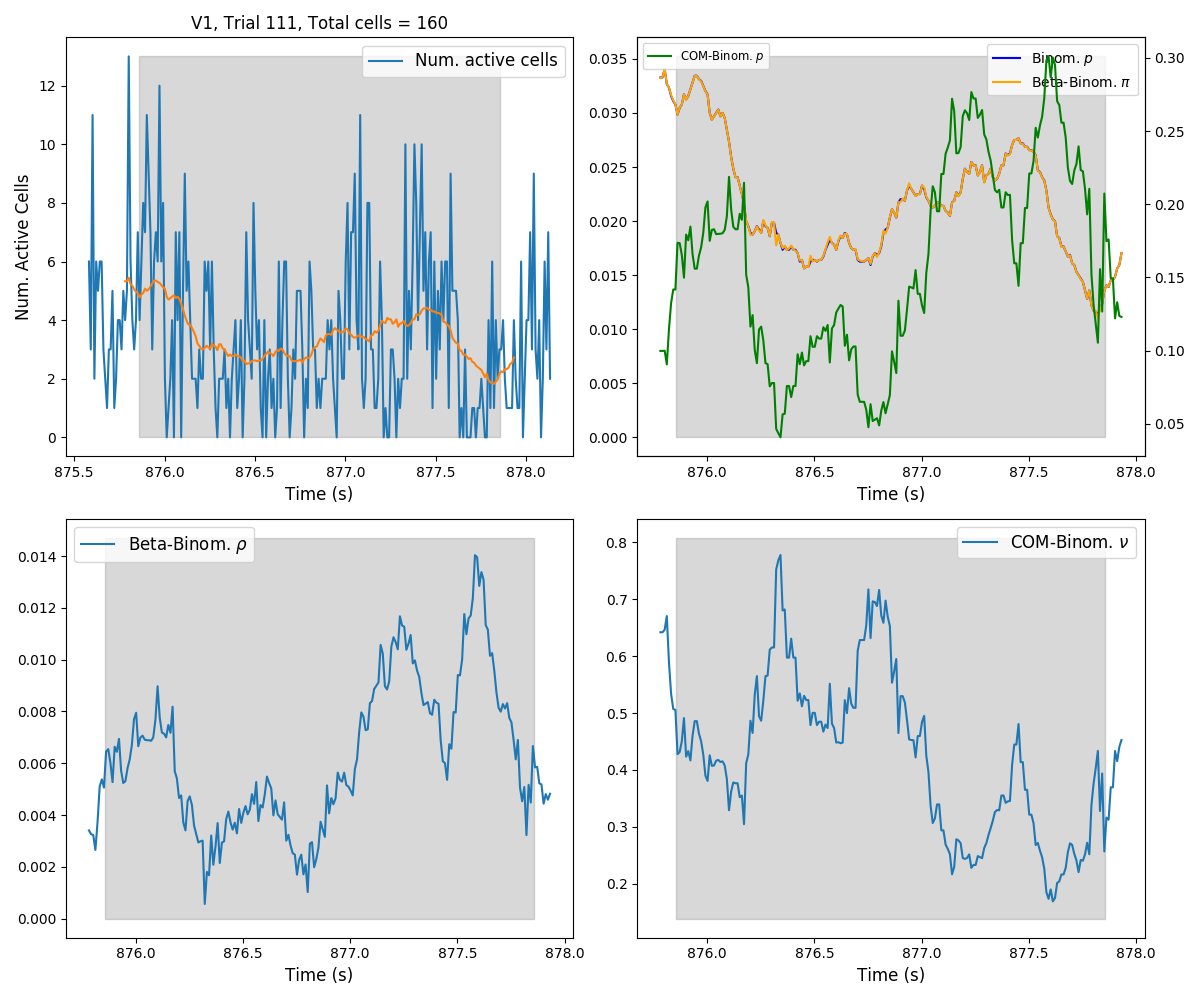 V1, Trial 111, Total cells = 160
Num. active cells
Num. Active Cells
12
10
8
6
4
2
0
875.5 876.0 876.5 877.0 877.5 878.0
Time (s)
COM-Binom. p
Binom. p
Beta-Binom. π
0.035
0.030
0.025
0.020
0.015
0.010
0.005
0.000
0.30
0.25
0.20
0.15
0.10
0.05
876.0 876.5 877.0 877.5 878.0
Time (s)
Beta-Binom. ρ
0.014
0.012
0.010
0.008
0.006
0.004
0.002
0.000
876.0 876.5 877.0 877.5 878.0
Time (s)
COM-Binom. ν
0.8
0.7
0.6
0.5
0.4
0.3
0.2
876.0 876.5 877.0 877.5 878.0
Time (s)